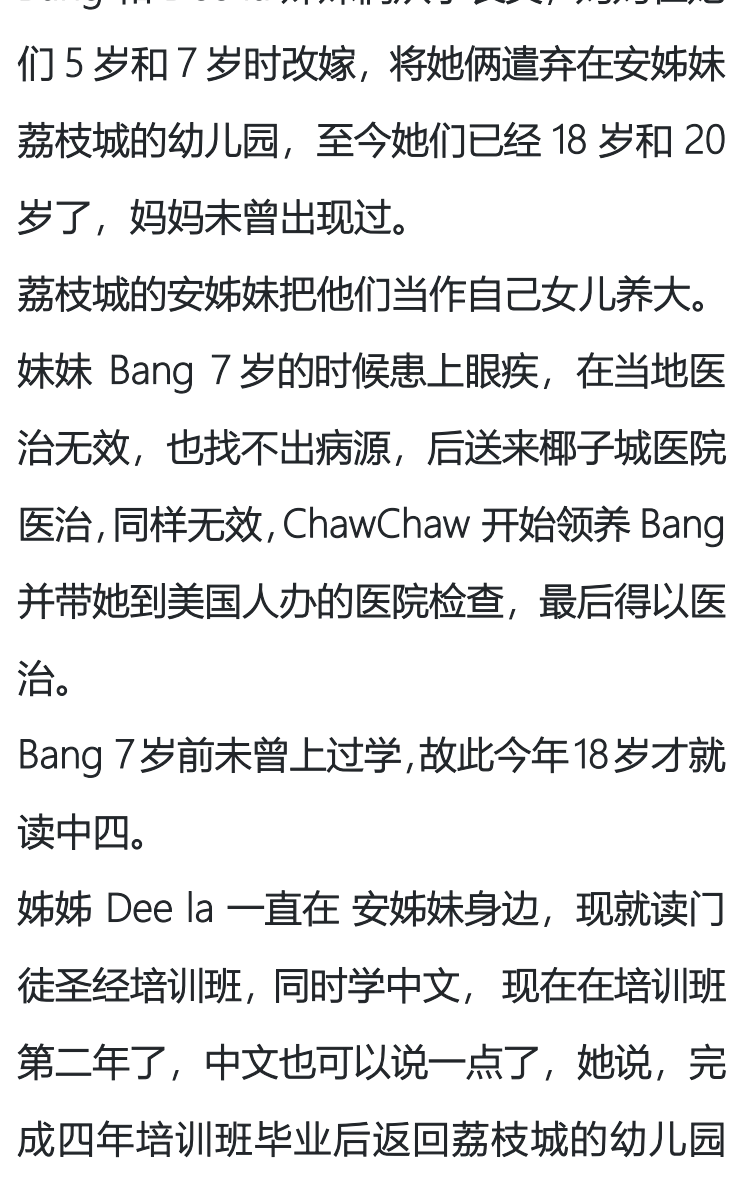 们 5 岁和 7 岁时改嫁，将她俩遣弃在安姊妹
荔枝城的幼儿园，至今她们已经 18 岁和 20
岁了，妈妈未曾出现过。
荔枝城的安姊妹把他们当作自己女儿养大。
妹妹 Bang 7 岁的时候患上眼疾，在当地医
治无效，也找不出病源，后送来椰子城医院
医治，同样无效，ChawChaw 开始领养 Bang
并带她到美国人办的医院检查，最后得以医
治。
Bang 7岁前未曾上过学，故此今年18岁才就
读中四。
姊姊 Dee la 一直在 安姊妹身边，现就读门
徒圣经培训班，同时学中文， 现在在培训班
第二年了，中文也可以说一点了，她说，完
成四年培训班毕业后返回荔枝城的幼儿园